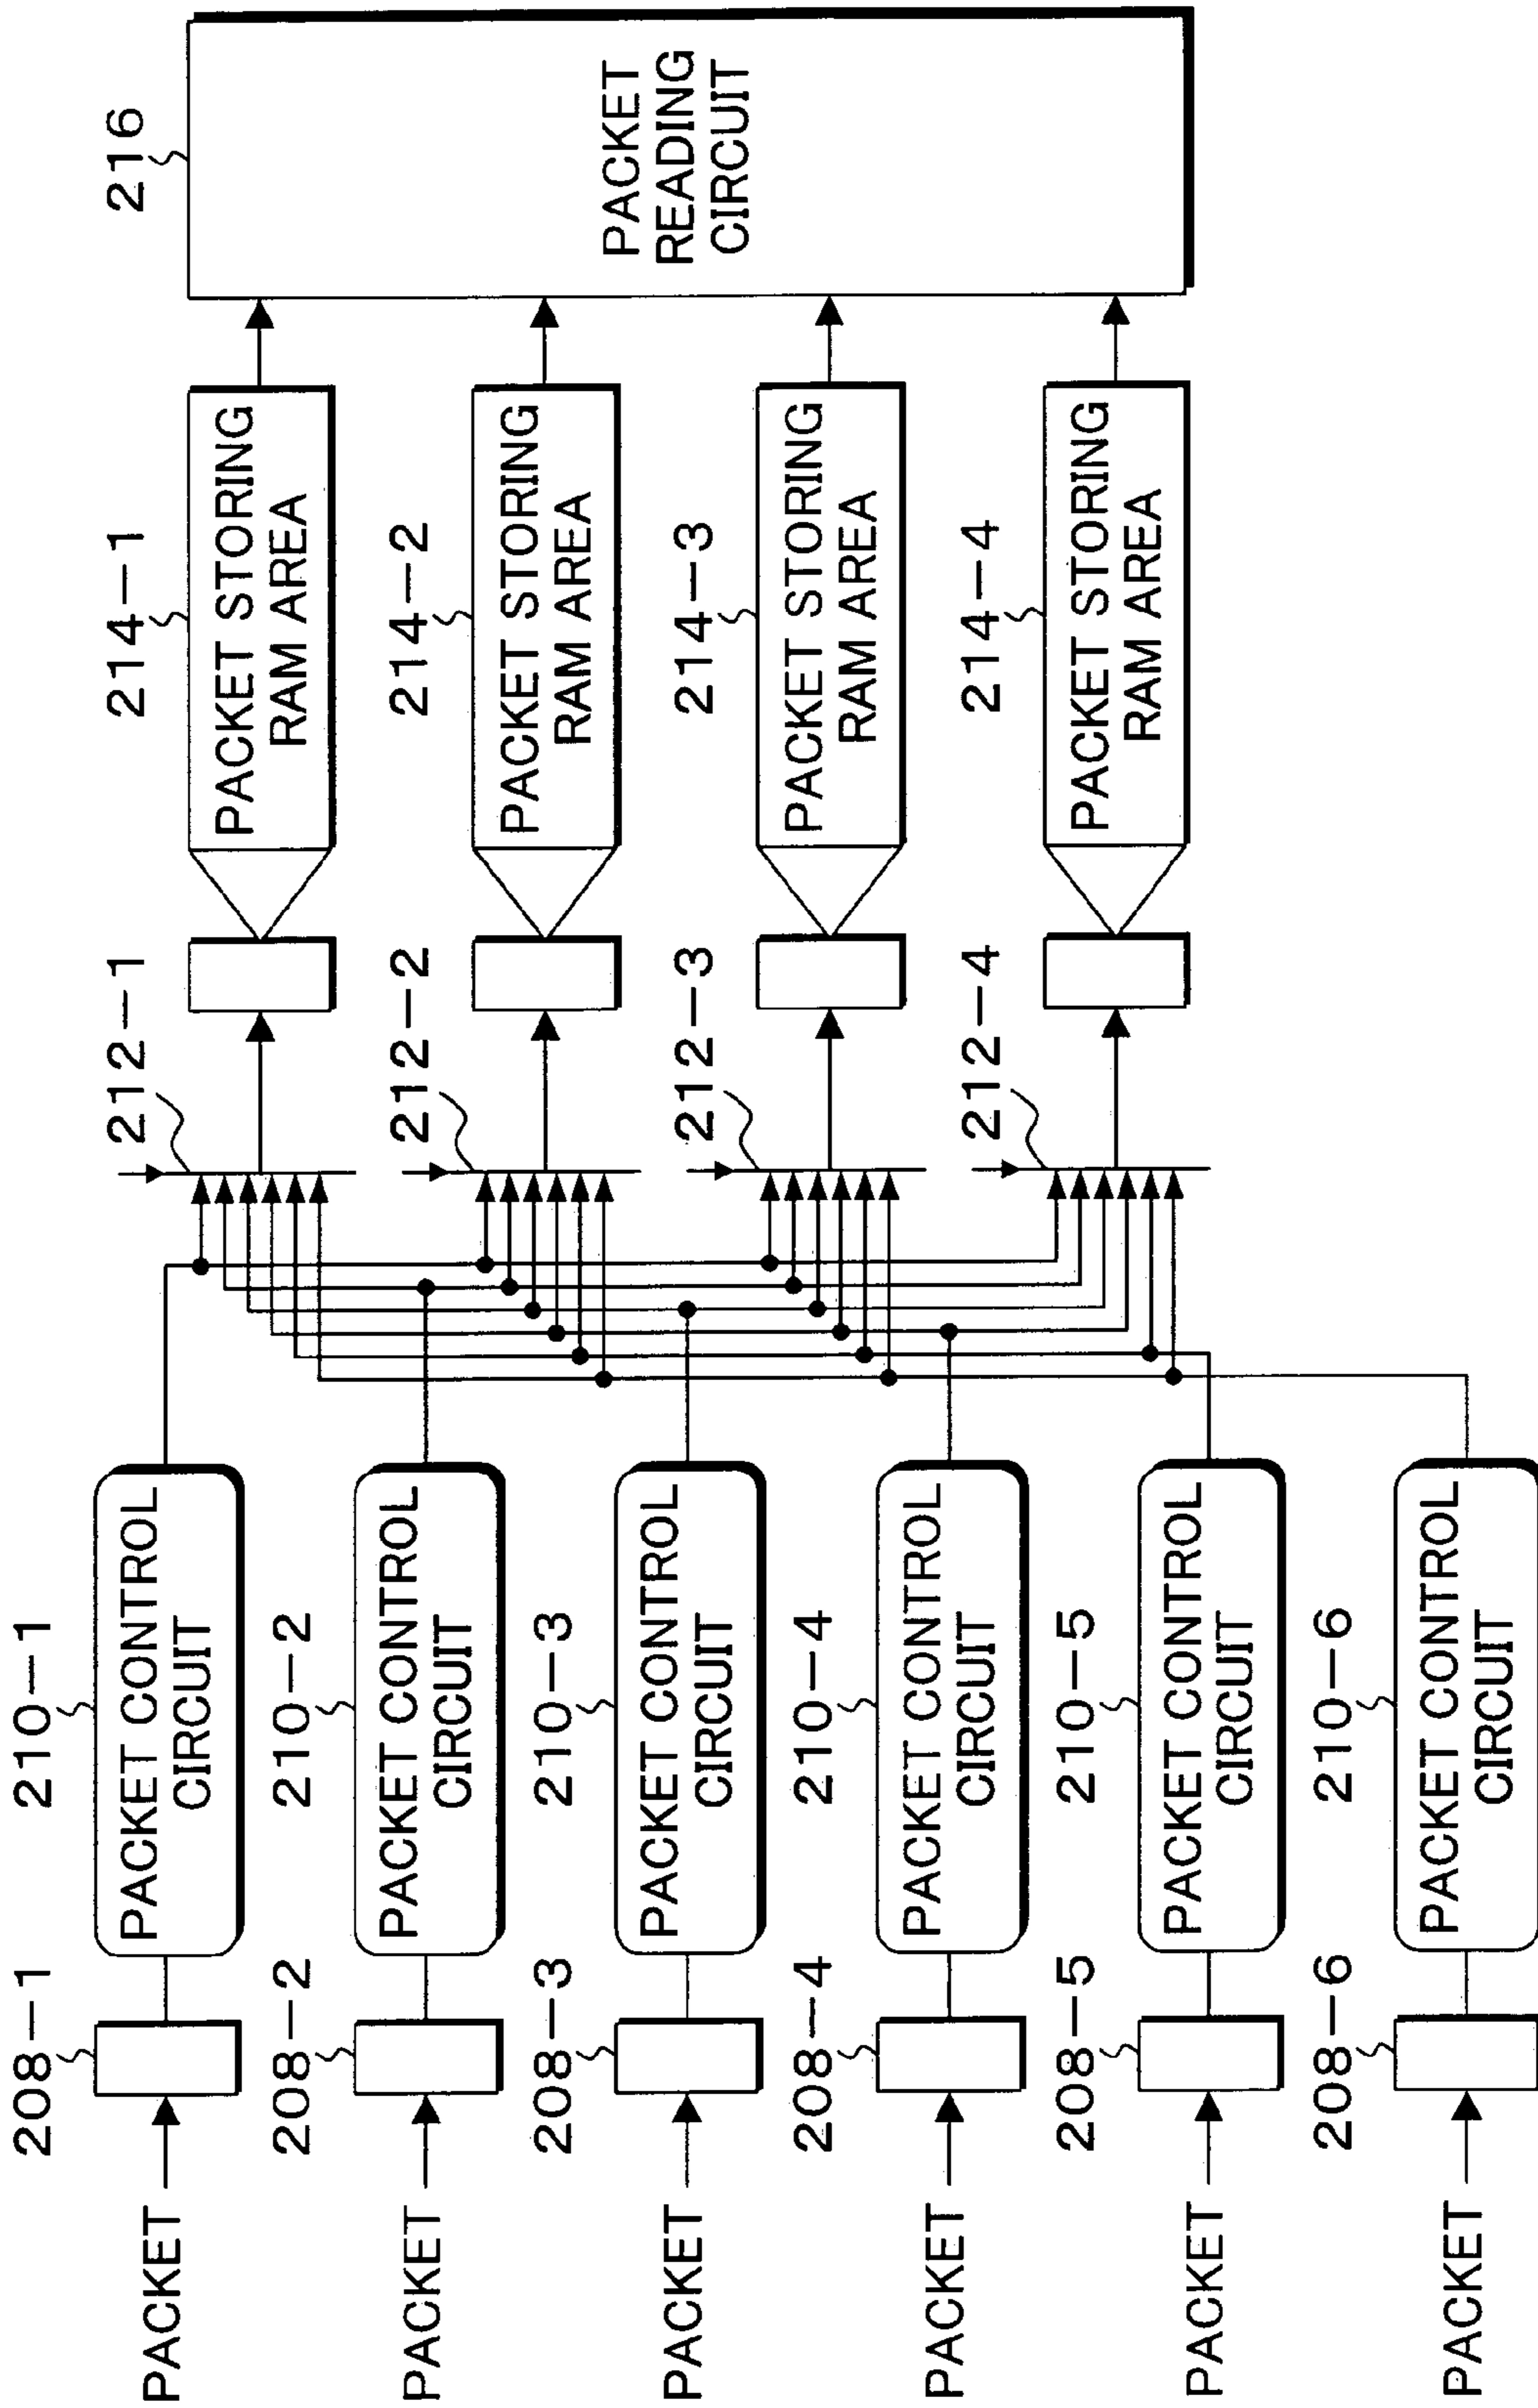 208-1
210-1
PACKET
PACKET CONTROL
CIRCUIT
208-2
210-2
PACKET
PACKET CONTROL
CIRCUIT
208-3
210-3
PACKET
PACKET CONTROL
CIRCUIT
208-4
210-4
PACKET
PACKET CONTROL
CIRCUIT
208-5
210-5
PACKET
PACKET CONTROL
CIRCUIT
208-6
210-6
PACKET
PACKET CONTROL
CIRCUIT
212-1
214-1
PACKET STORING
RAM AREA
212-2
214-2
PACKET STORING
RAM AREA
212-3
214-3
PACKET STORING
RAM AREA
212-4
214-4
PACKET STORING
RAM AREA
216
PACKET
READING
CIRCUIT